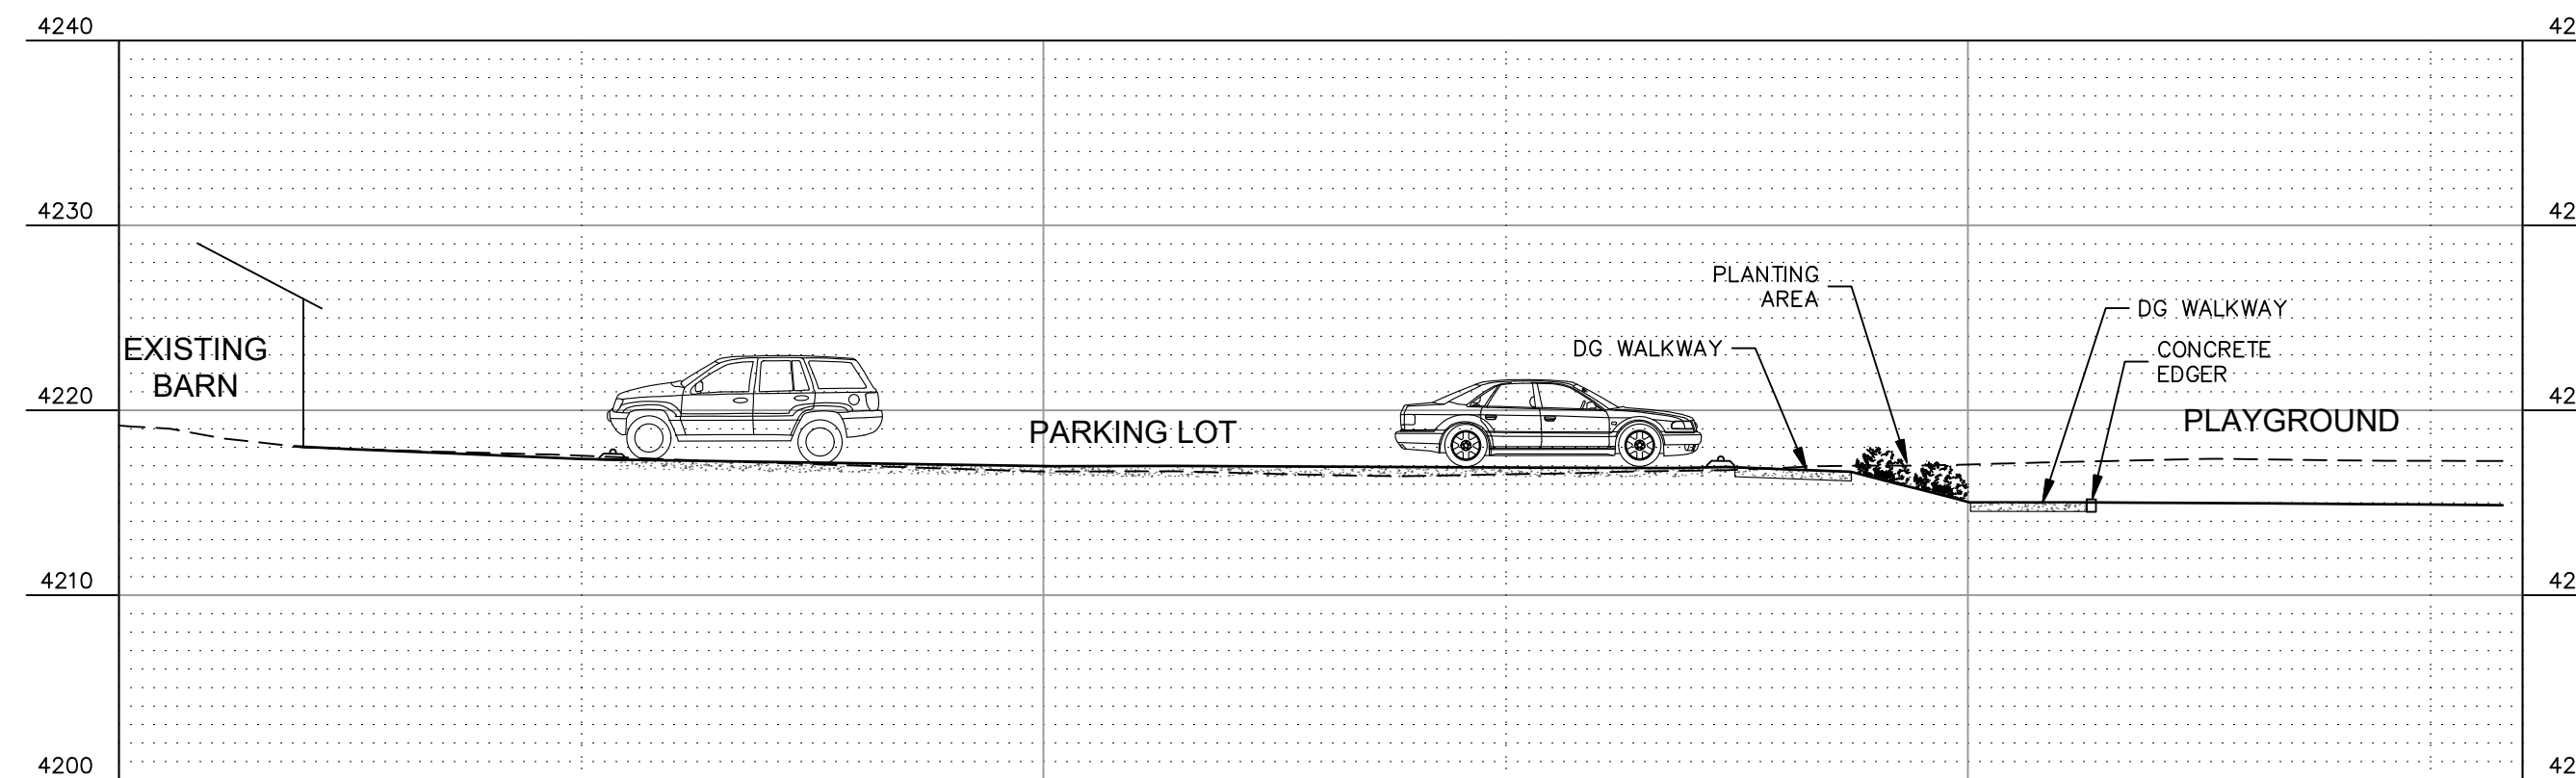 4240
42
4230
42
PLANTING
AREA
DG WALKWAY
DG WALKWAY
CONCRETE
EDGER
EXISTING
BARN
4220
42
PLAYGROUND
PARKING LOT
4210
42
4200
42